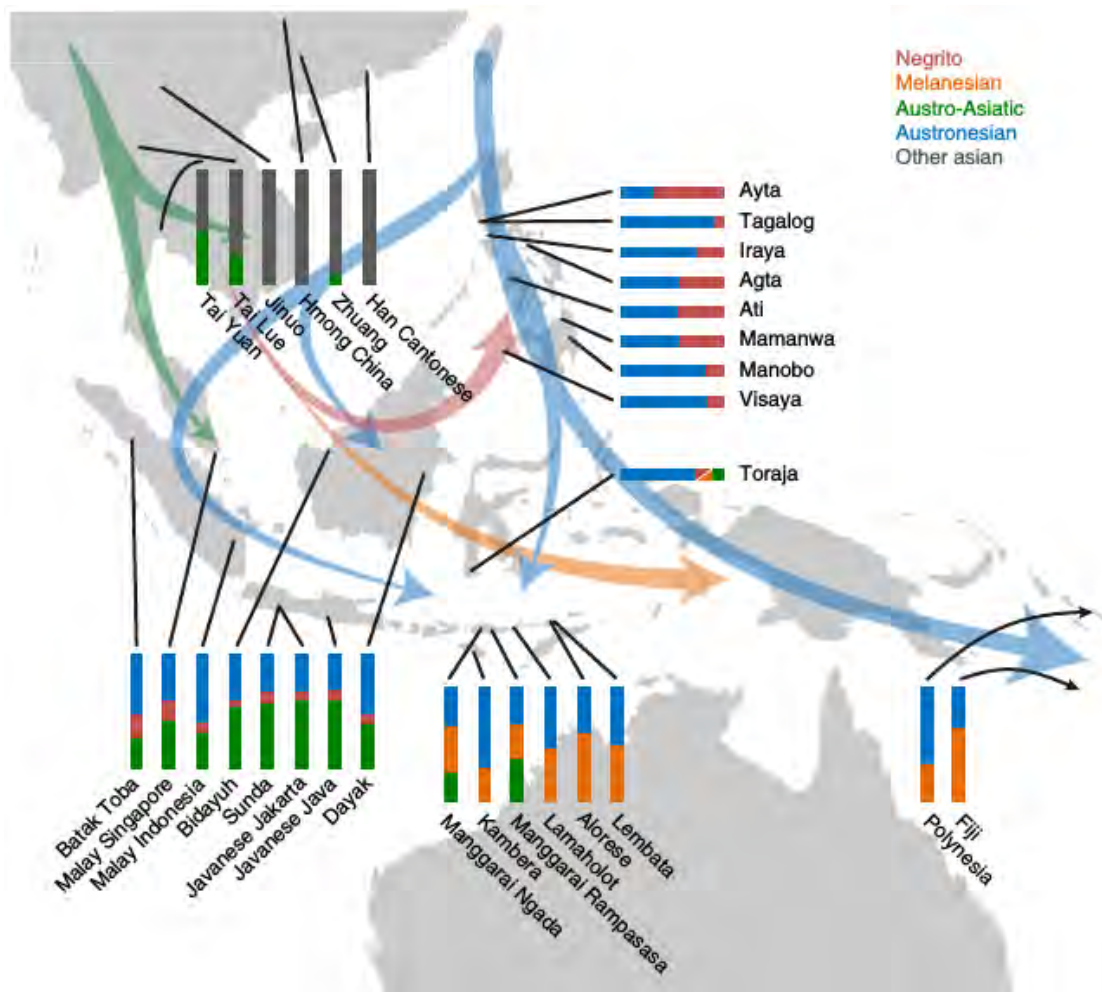 Negrito
Melanesian
Austro-Asiatic
Austronesian
Other asian
Ayta
Tagalog
Iraya
Agta
Ati
Mamanwa
Manobo
Visaya
Toraja
Tai Yuan
Tai Lue
Jinuo
Hmong China
Zhuang
Han Cantonese
Batak Toba
Malay Singapore
Malay Indonesia
Bidayuh
Sunda
Javanese Jakarta
Javanese Java
Dayak
Manggarai Ngada
Kambera
Manggarai Rampasasa
Lamaholot
Alorese
Lembata
Polynesia
Fiji